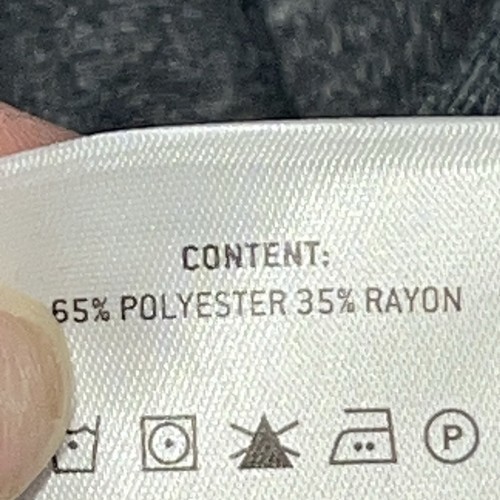 CONTENT:
65% POLYESTER 35% RAYON
P